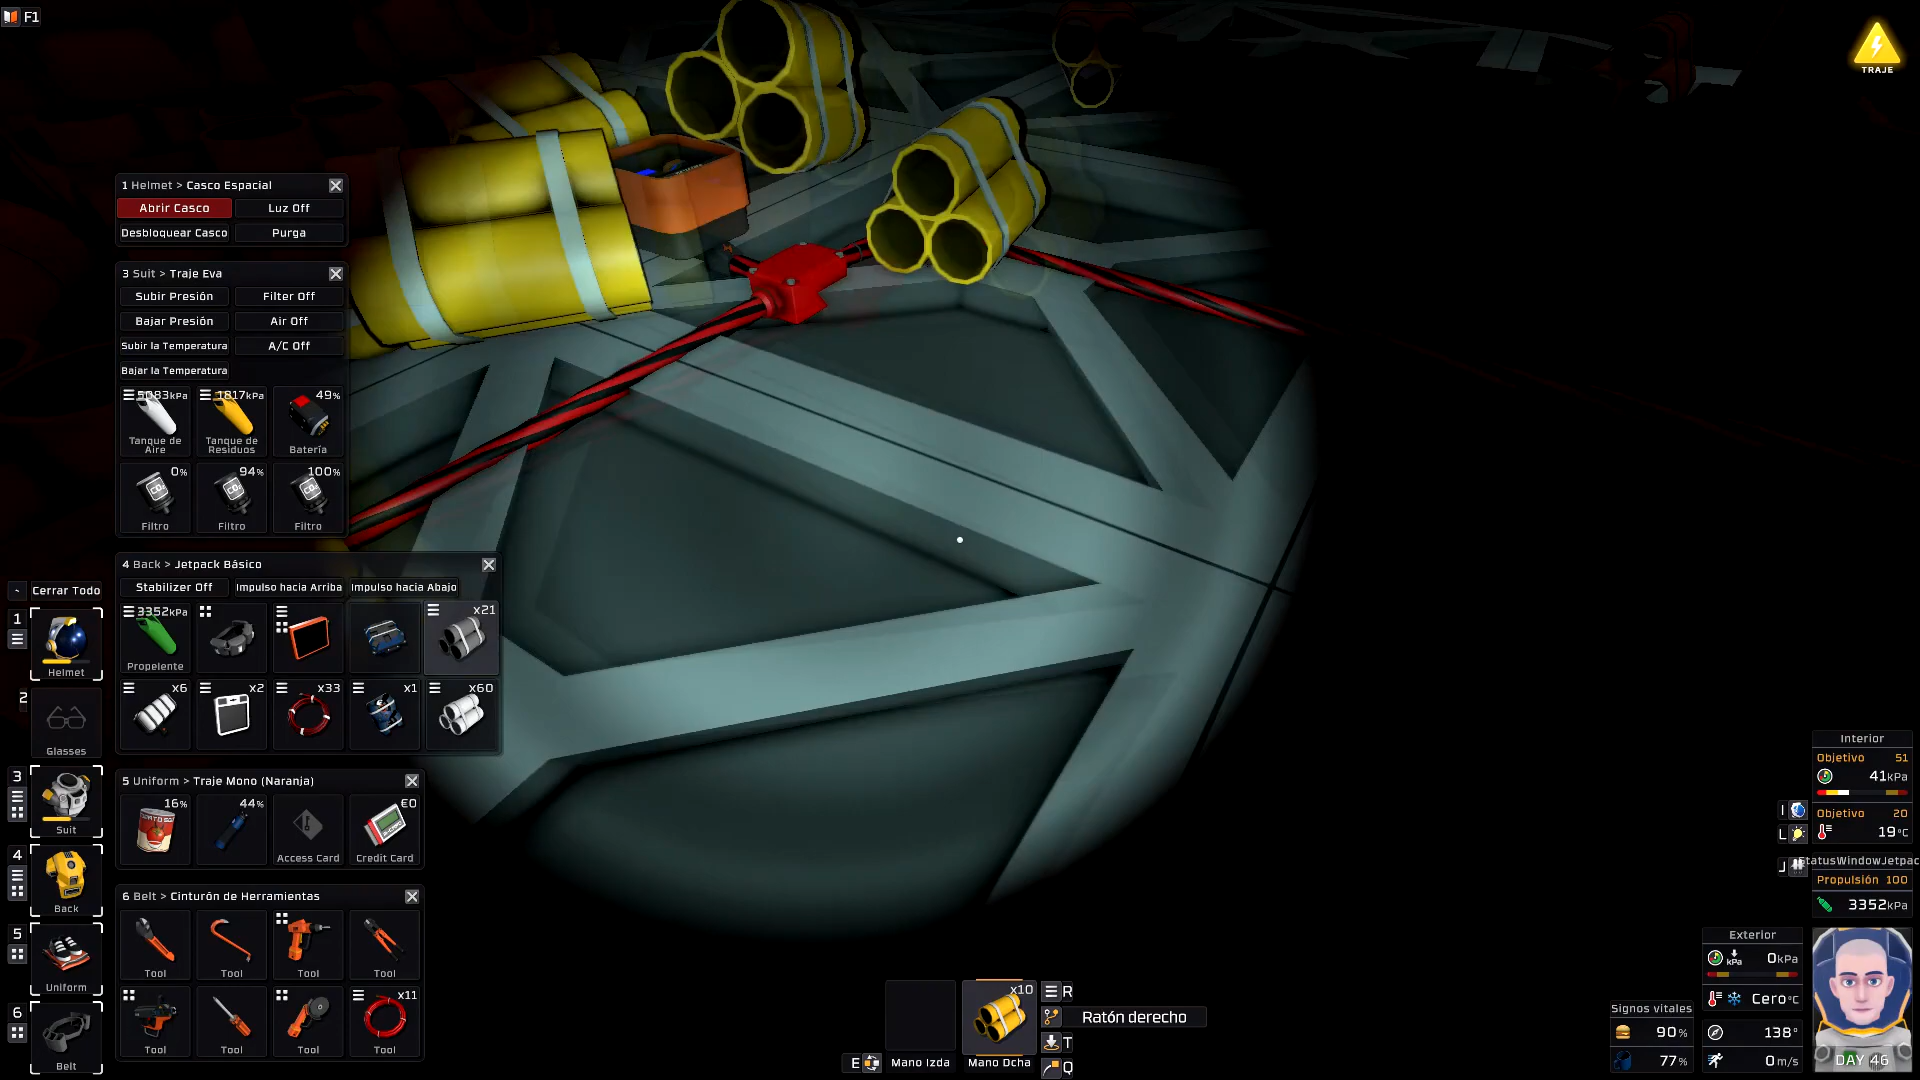 F1
TRAJE
1 Helmet > Casco Espacial
Abrir Casco
Luz Off
Desbloquear Casco
Purga
3 Suit > Traje Eva
Subir Presión
Filter Off
Bajar Presión
Air Off
Subir la Temperatura
A/C Off
Bajar la Temperatura
5083kPa
1817kPa
49%
Tanque de Aire
Tanque de Residuos
Batería
0%
94%
100%
Filtro
Filtro
Filtro
4 Back > Jetpack Básico
Stabilizer Off
Impulso hacia Arriba
Impulso hacia Abajo
3352kPa
x21
Propelente
x6
x2
x33
x1
x60
5 Uniform > Traje Mono (Naranja)
16%
44%
€0
Access Card
Credit Card
6 Belt > Cinturón de Herramientas
Tool
Tool
Tool
Tool
x11
Tool
Tool
Tool
Tool
~ Cerrar Todo
1
Helmet
2
Glasses
3
Suit
4
Back
5
Uniform
6
Belt
x10
R
Ratón derecho
T
E
Mano Izda
Mano Dcha
Q
Interior
Objetivo 51
41kPa
Objetivo 20
19°C
I
L
J
StatusWindowJetpac
Propulsión 100
3352kPa
Exterior
kPa
0kPa
Cero°C
Signos vitales
90%
138°
77%
0m/s
DAY 46